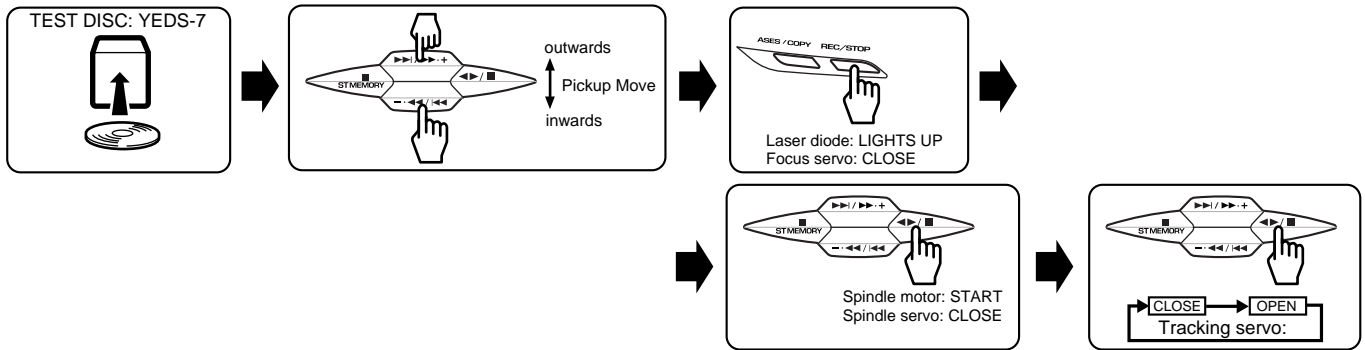 TEST DISC: YEDS-7
▶▶|/▶▶·+
■
ST MEMORY
◀▶/■
−·◀◀/|◀◀
outwards
Pickup Move
inwards
ASES/COPY REC/STOP
Laser diode: LIGHTS UP
Focus servo: CLOSE
▶▶|/▶▶·+
■
ST MEMORY
◀▶/■
−·◀◀/|◀◀
Spindle motor: START
Spindle servo: CLOSE
▶▶|/▶▶·+
■
ST MEMORY
◀▶/■
−·◀◀/|◀◀
CLOSE OPEN
Tracking servo: